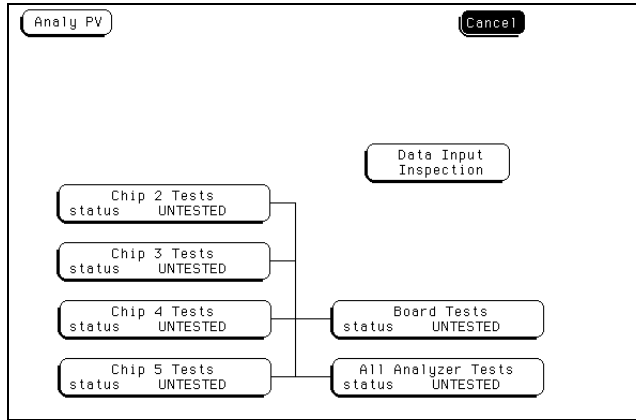 Analy PV
Cancel
Data Input
Inspection
Chip 2 Tests
status UNTESTED
Chip 3 Tests
status UNTESTED
Chip 4 Tests
status UNTESTED
Board Tests
status UNTESTED
Chip 5 Tests
status UNTESTED
All Analyzer Tests
status UNTESTED